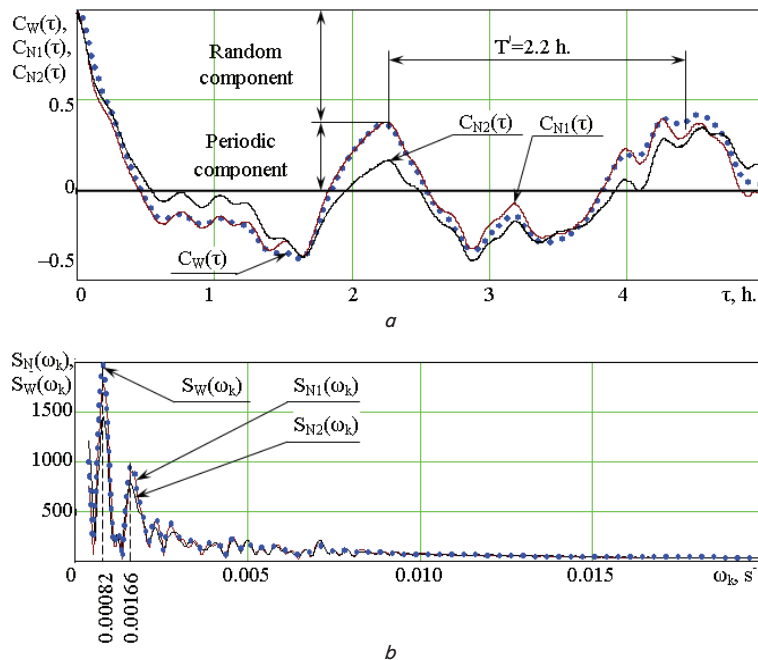 C_W(τ),
C_N1(τ),
C_N2(τ)
Random
component
T'=2.2 h.
0.5
Periodic
component
C_N2(τ)
C_N1(τ)
0
−0.5
C_W(τ)
0
1
2
3
4
τ, h.
a
S_N(ω_k),
S_W(ω_k)
S_W(ω_k)
S_N1(ω_k)
S_N2(ω_k)
1500
1000
500
0
0.005
0.010
0.015
ω_k, s⁻
0.00082
0.00166
b